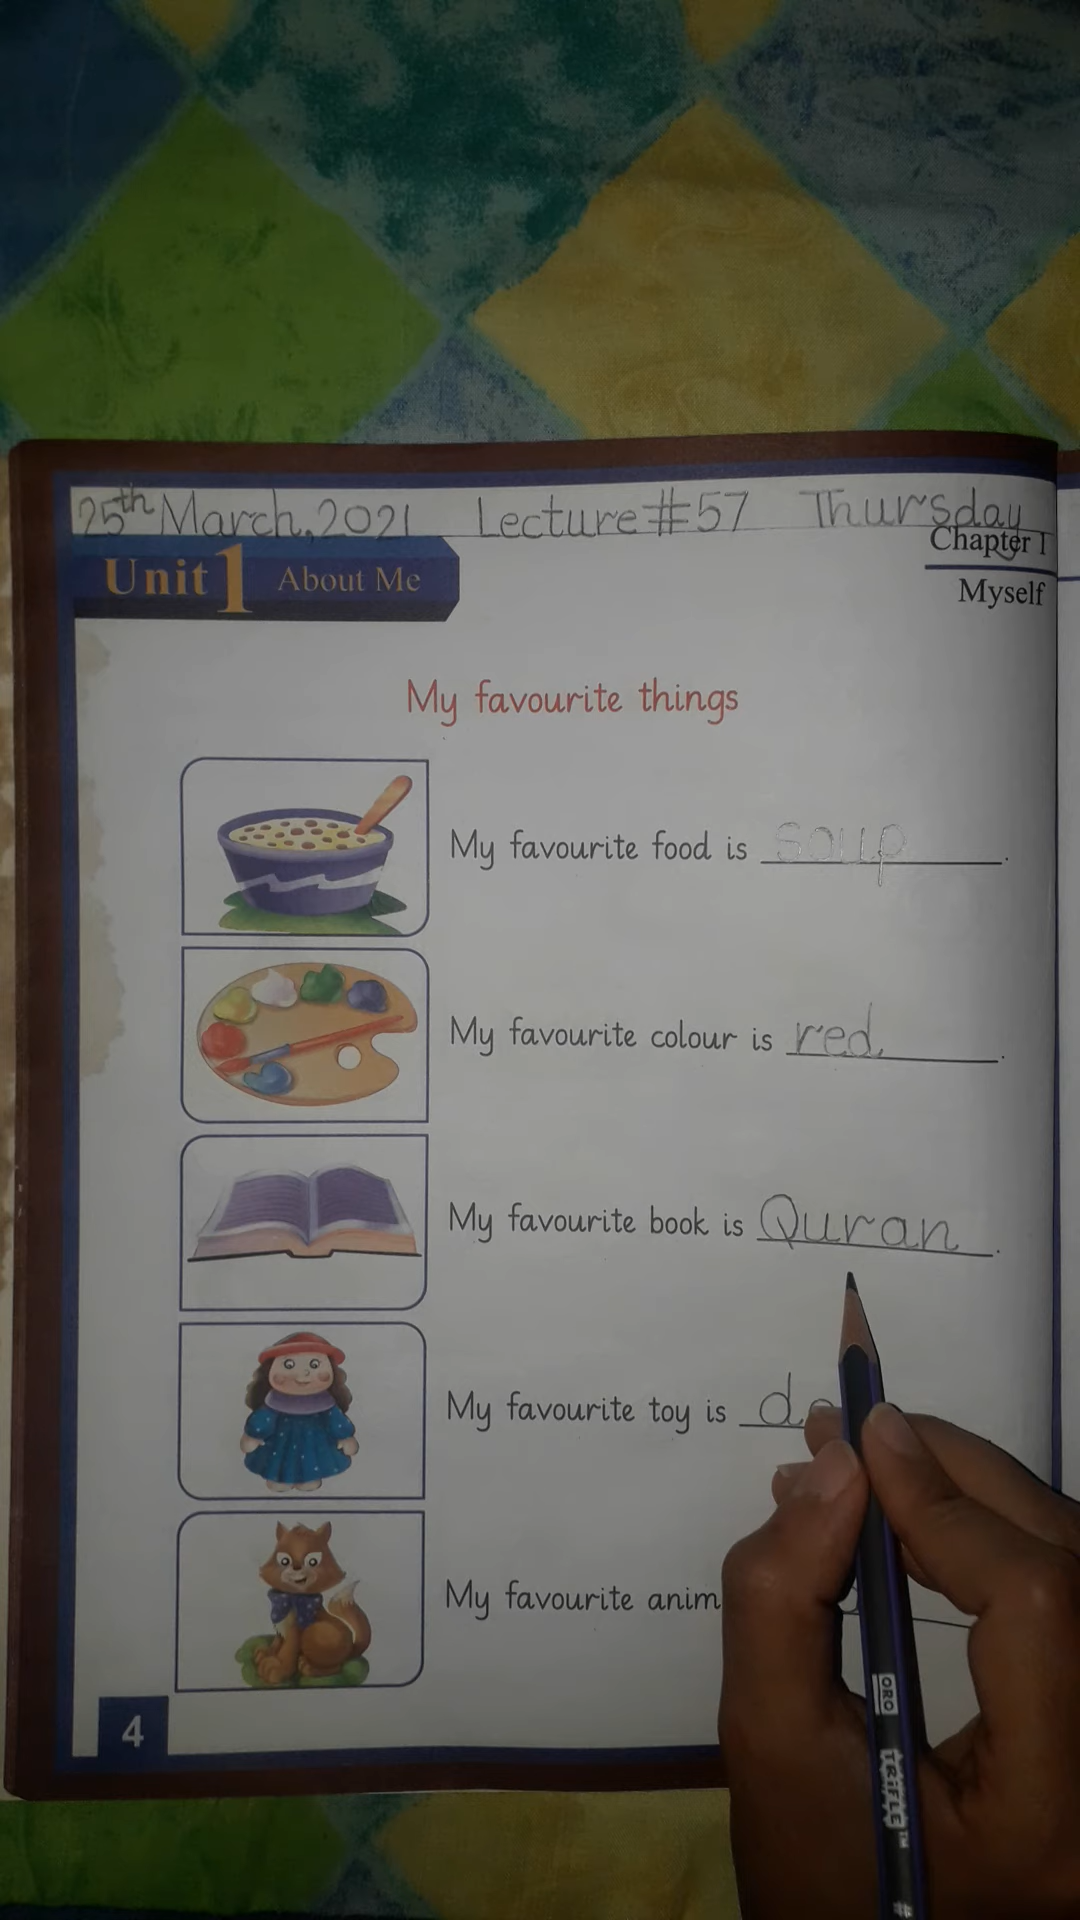 25th March, 2021 Lecture #57 Thursday
Unit 1 About Me
Chapter 1
Myself
My favourite things
My favourite food is soup.
My favourite colour is red.
My favourite book is Quran.
My favourite toy is
My favourite
4
ORO TRiFLE™ #